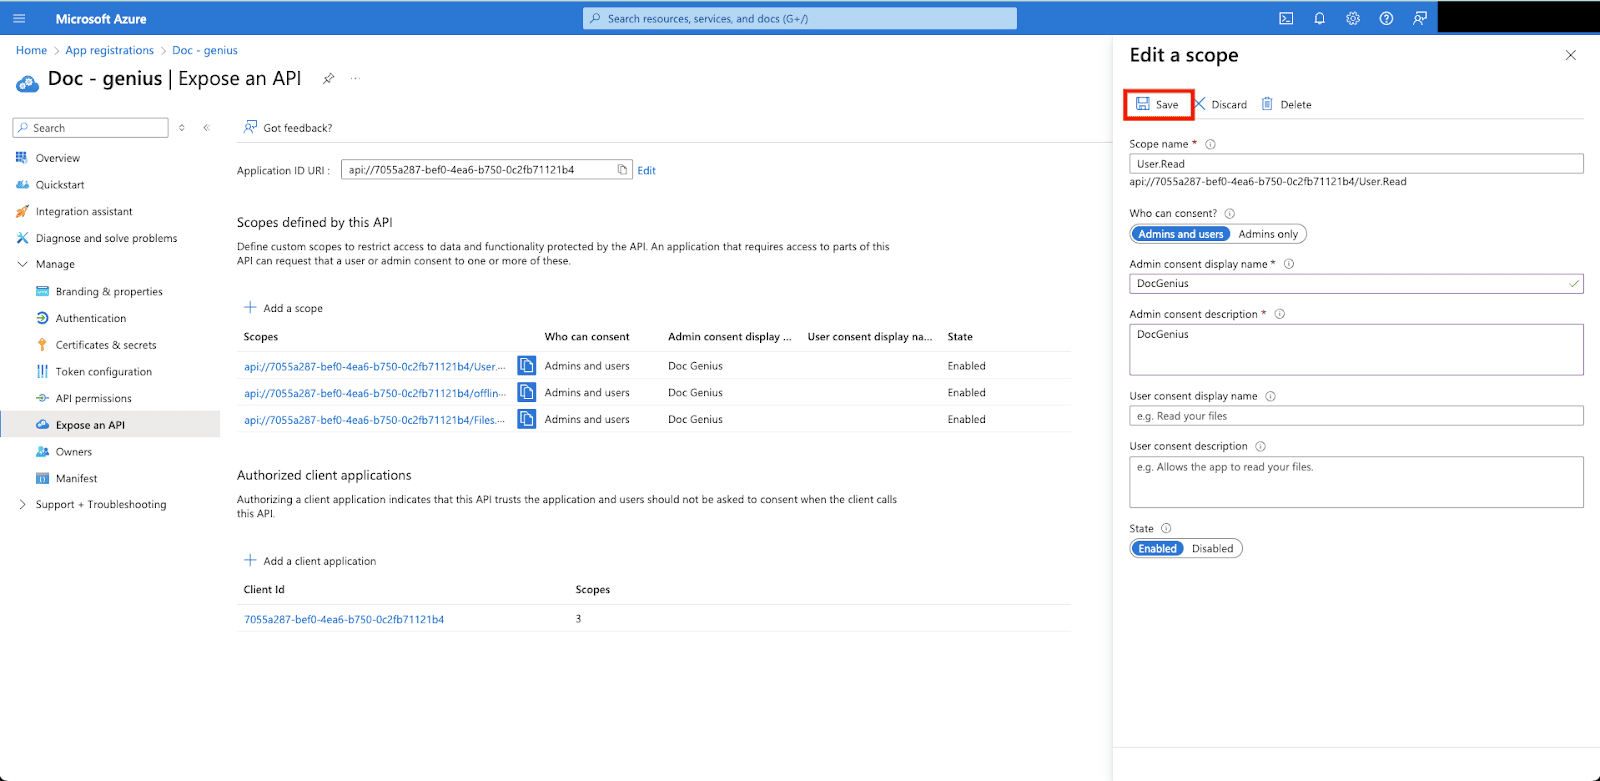 Microsoft Azure
Search resources, services, and docs (G+/)
Home > App registrations > Doc - genius
Doc - genius | Expose an API
Search
Overview
Quickstart
Integration assistant
Diagnose and solve problems
Manage
Branding & properties
Authentication
Certificates & secrets
Token configuration
API permissions
Expose an API
Owners
Manifest
Support + Troubleshooting
Got feedback?
Application ID URI : api://7055a287-bef0-4ea6-b750-0c2fb71121b4 Edit
Scopes defined by this API
Define custom scopes to restrict access to data and functionality protected by the API. An application that requires access to parts of this
API can request that a user or admin consent to one or more of these.
Add a scope
Scopes Who can consent Admin consent display ... User consent display na... State
api://7055a287-bef0-4ea6-b750-0c2fb71121b4/User... Admins and users Doc Genius Enabled
api://7055a287-bef0-4ea6-b750-0c2fb71121b4/offlin... Admins and users Doc Genius Enabled
api://7055a287-bef0-4ea6-b750-0c2fb71121b4/Files.... Admins and users Doc Genius Enabled
Authorized client applications
Authorizing a client application indicates that this API trusts the application and users should not be asked to consent when the client calls
this API.
Add a client application
Client Id Scopes
7055a287-bef0-4ea6-b750-0c2fb71121b4 3
Edit a scope
Save Discard Delete
Scope name *
User.Read
api://7055a287-bef0-4ea6-b750-0c2fb71121b4/User.Read
Who can consent?
Admins and users Admins only
Admin consent display name *
DocGenius
Admin consent description *
DocGenius
User consent display name
e.g. Read your files
User consent description
e.g. Allows the app to read your files.
State
Enabled Disabled